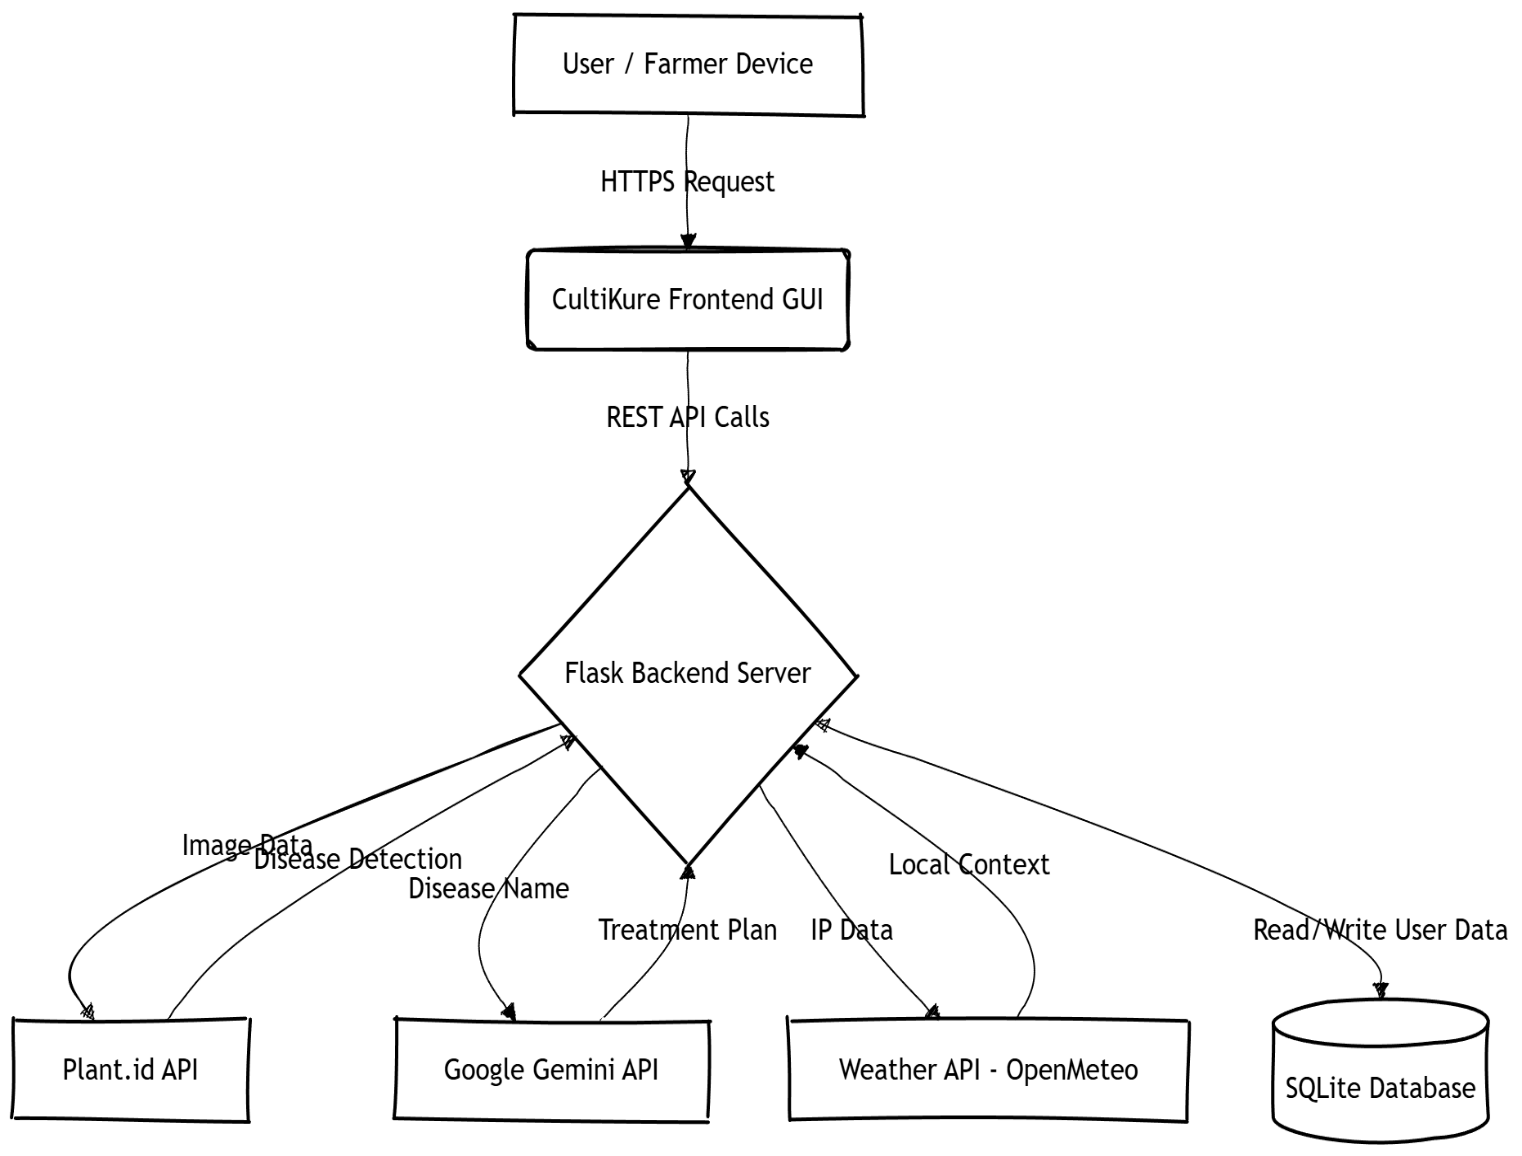 User / Farmer Device
HTTPS Request
CultiKure Frontend GUI
REST API Calls
Flask Backend Server
Image Data
Disease Detection
Disease Name
Local Context
Treatment Plan
IP Data
Read/Write User Data
Plant.id API
Google Gemini API
Weather API - OpenMeteo
SQLite Database